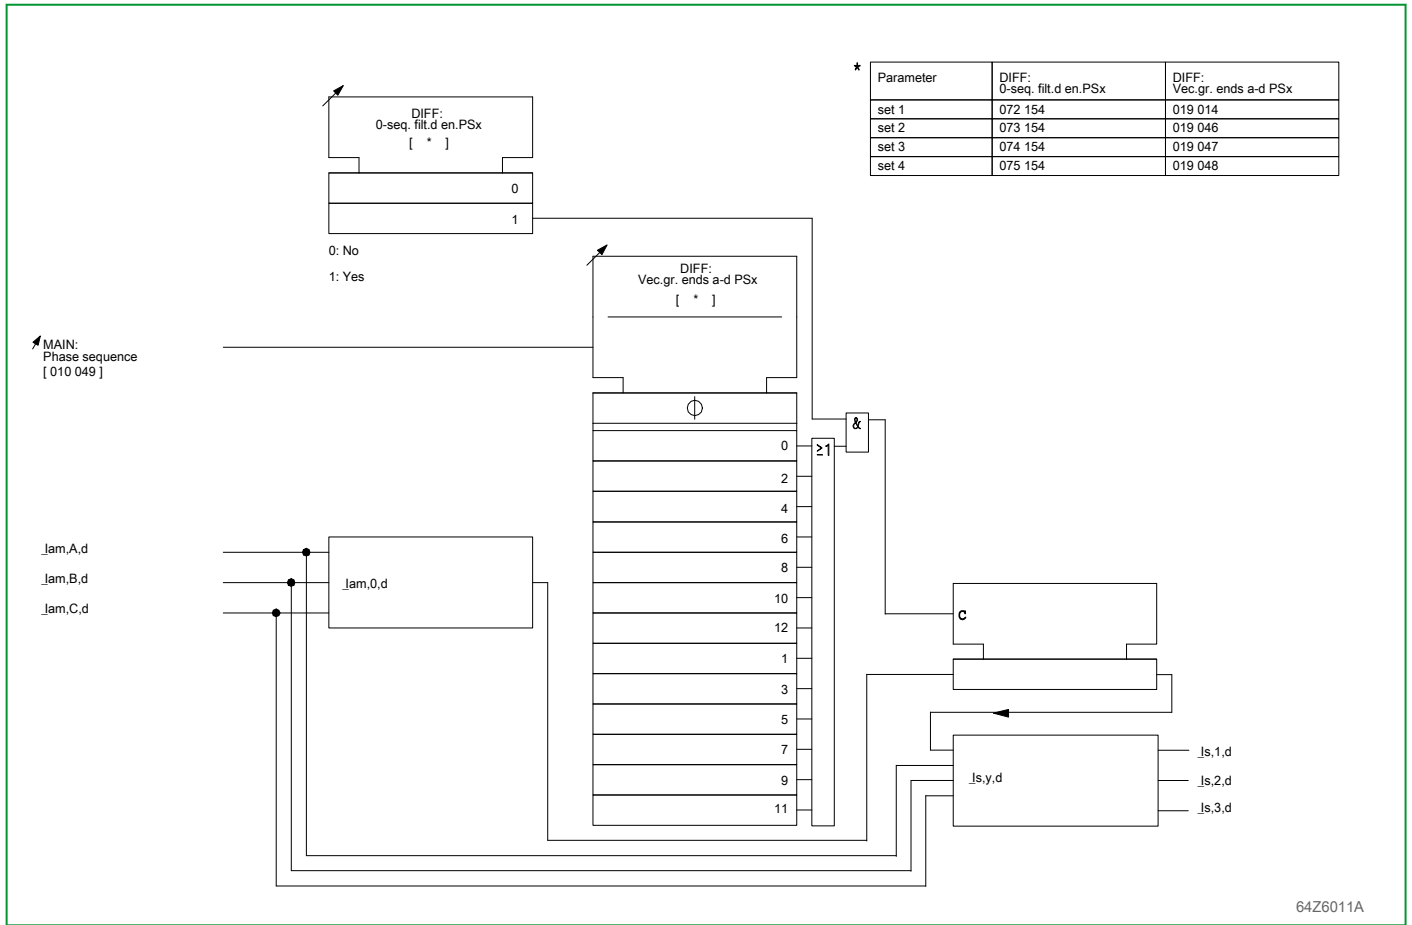 *
Parameter
DIFF:
0-seq. filt.d en.PSx
DIFF:
Vec.gr. ends a-d PSx
set 1 072 154 019 014
set 2 073 154 019 046
set 3 074 154 019 047
set 4 075 154 019 048
DIFF:
0-seq. filt.d en.PSx
[ * ]
0
1
0: No
1: Yes
DIFF:
Vec.gr. ends a-d PSx
[ * ]
MAIN:
Phase sequence
[ 010 049 ]
Φ
&
≥1
0
2
4
6
8
10
12
1
3
5
7
9
11
_Iam,A,d
_Iam,B,d
_Iam,C,d
_Iam,0,d
C
_Is,y,d
_Is,1,d
_Is,2,d
_Is,3,d
64Z6011A